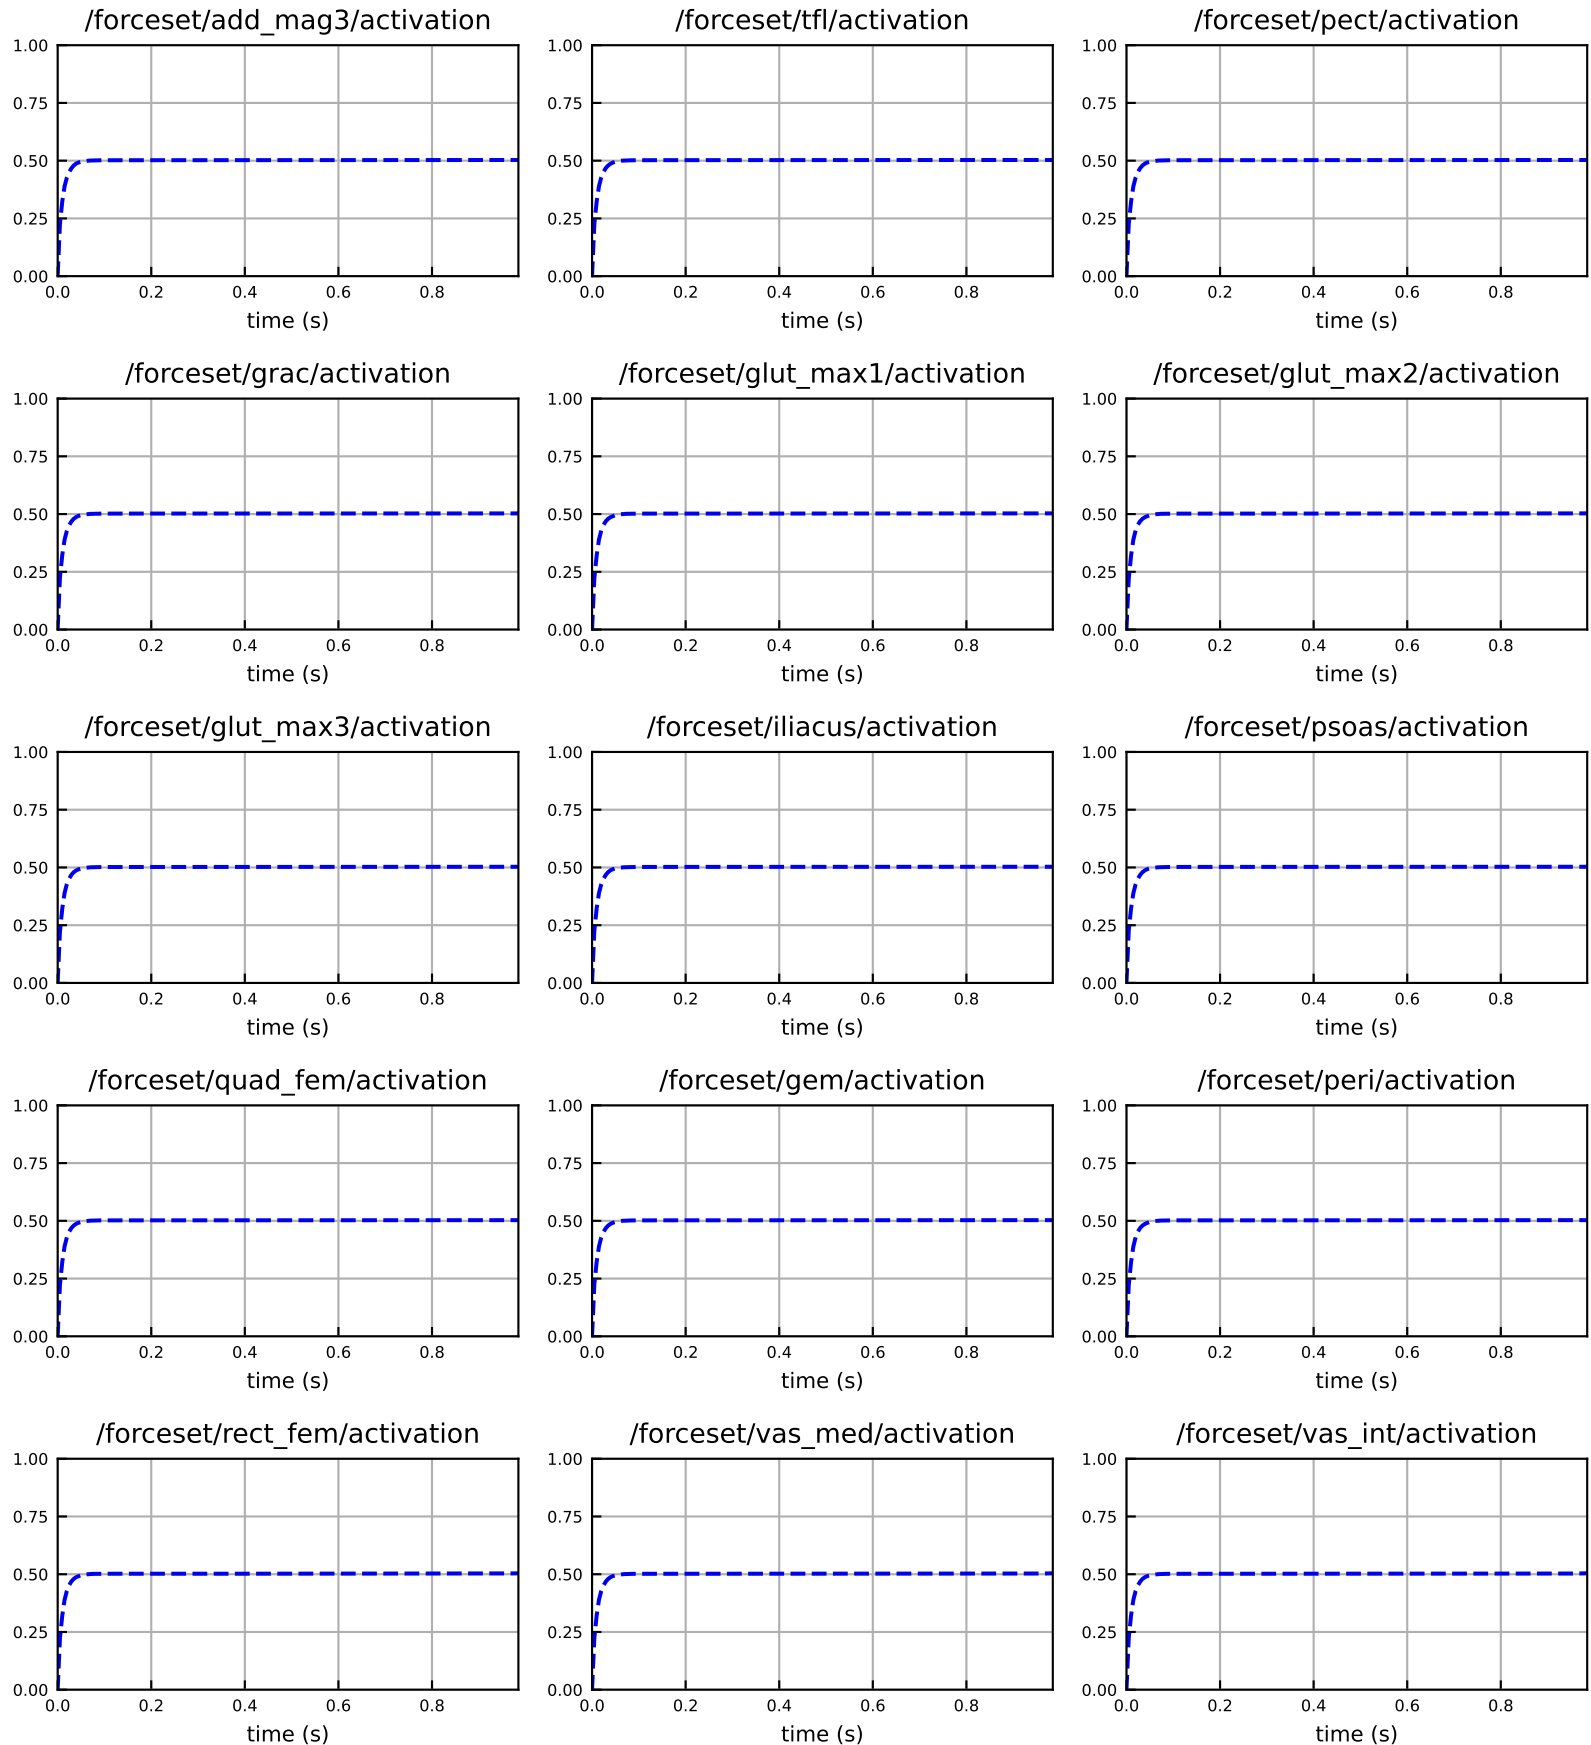 /forceset/add_mag3/activation
1.00
0.75
0.50
0.25
0.00
0.0 0.2 0.4 0.6 0.8
time (s)
/forceset/tfl/activation
1.00
0.75
0.50
0.25
0.00
0.0 0.2 0.4 0.6 0.8
time (s)
/forceset/pect/activation
1.00
0.75
0.50
0.25
0.00
0.0 0.2 0.4 0.6 0.8
time (s)
/forceset/grac/activation
1.00
0.75
0.50
0.25
0.00
0.0 0.2 0.4 0.6 0.8
time (s)
/forceset/glut_max1/activation
1.00
0.75
0.50
0.25
0.00
0.0 0.2 0.4 0.6 0.8
time (s)
/forceset/glut_max2/activation
1.00
0.75
0.50
0.25
0.00
0.0 0.2 0.4 0.6 0.8
time (s)
/forceset/glut_max3/activation
1.00
0.75
0.50
0.25
0.00
0.0 0.2 0.4 0.6 0.8
time (s)
/forceset/iliacus/activation
1.00
0.75
0.50
0.25
0.00
0.0 0.2 0.4 0.6 0.8
time (s)
/forceset/psoas/activation
1.00
0.75
0.50
0.25
0.00
0.0 0.2 0.4 0.6 0.8
time (s)
/forceset/quad_fem/activation
1.00
0.75
0.50
0.25
0.00
0.0 0.2 0.4 0.6 0.8
time (s)
/forceset/gem/activation
1.00
0.75
0.50
0.25
0.00
0.0 0.2 0.4 0.6 0.8
time (s)
/forceset/peri/activation
1.00
0.75
0.50
0.25
0.00
0.0 0.2 0.4 0.6 0.8
time (s)
/forceset/rect_fem/activation
1.00
0.75
0.50
0.25
0.00
0.0 0.2 0.4 0.6 0.8
time (s)
/forceset/vas_med/activation
1.00
0.75
0.50
0.25
0.00
0.0 0.2 0.4 0.6 0.8
time (s)
/forceset/vas_int/activation
1.00
0.75
0.50
0.25
0.00
0.0 0.2 0.4 0.6 0.8
time (s)